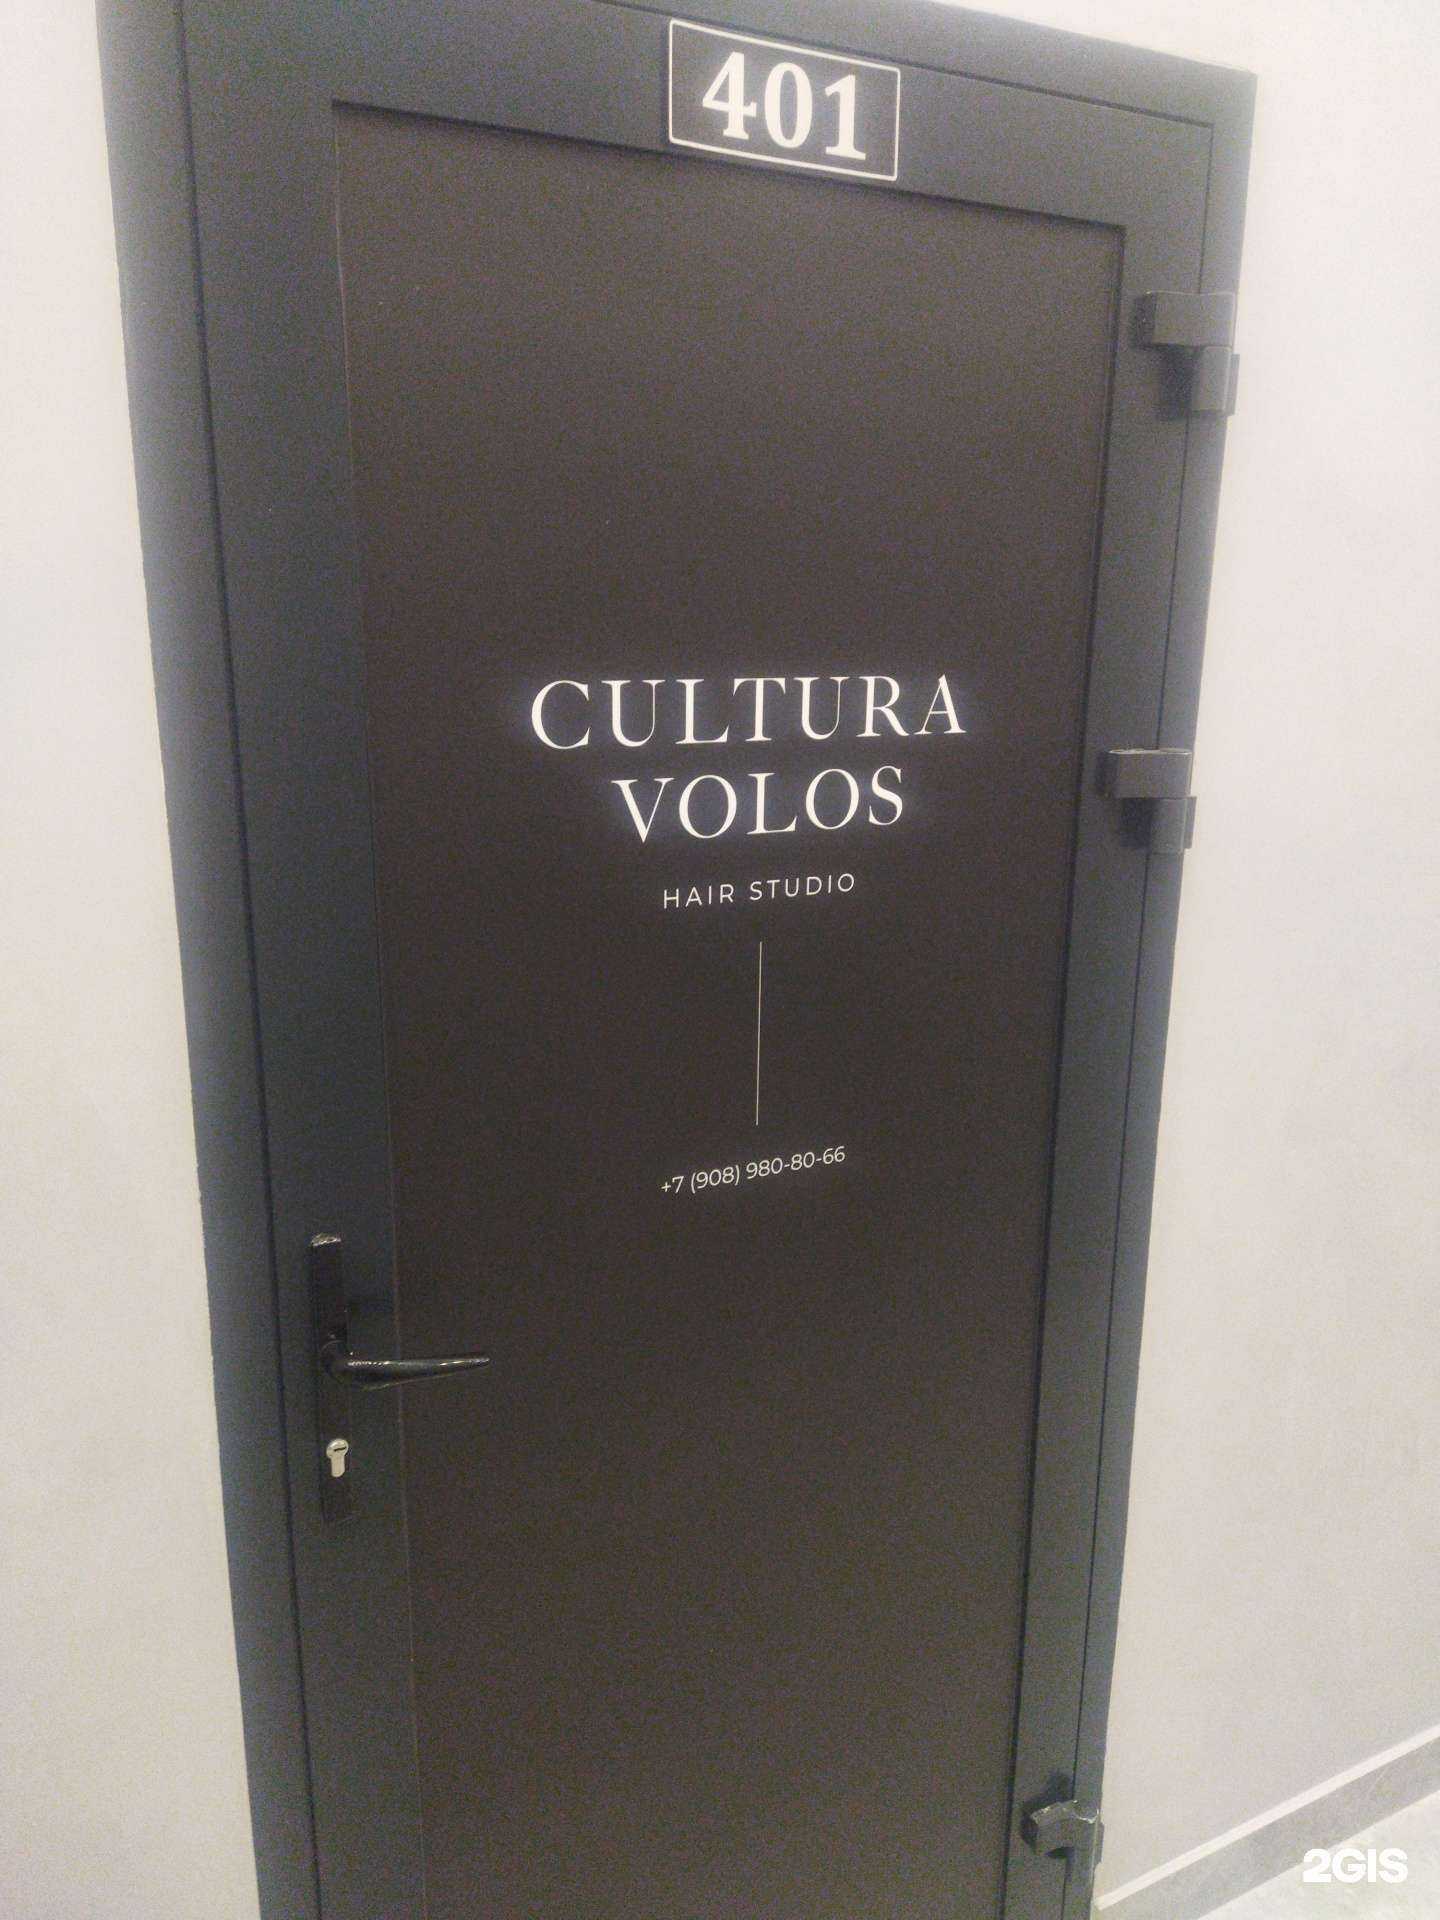 401
CULTURA
VOLOS
HAIR STUDIO
+7 (908) 980-80-66
2GIS